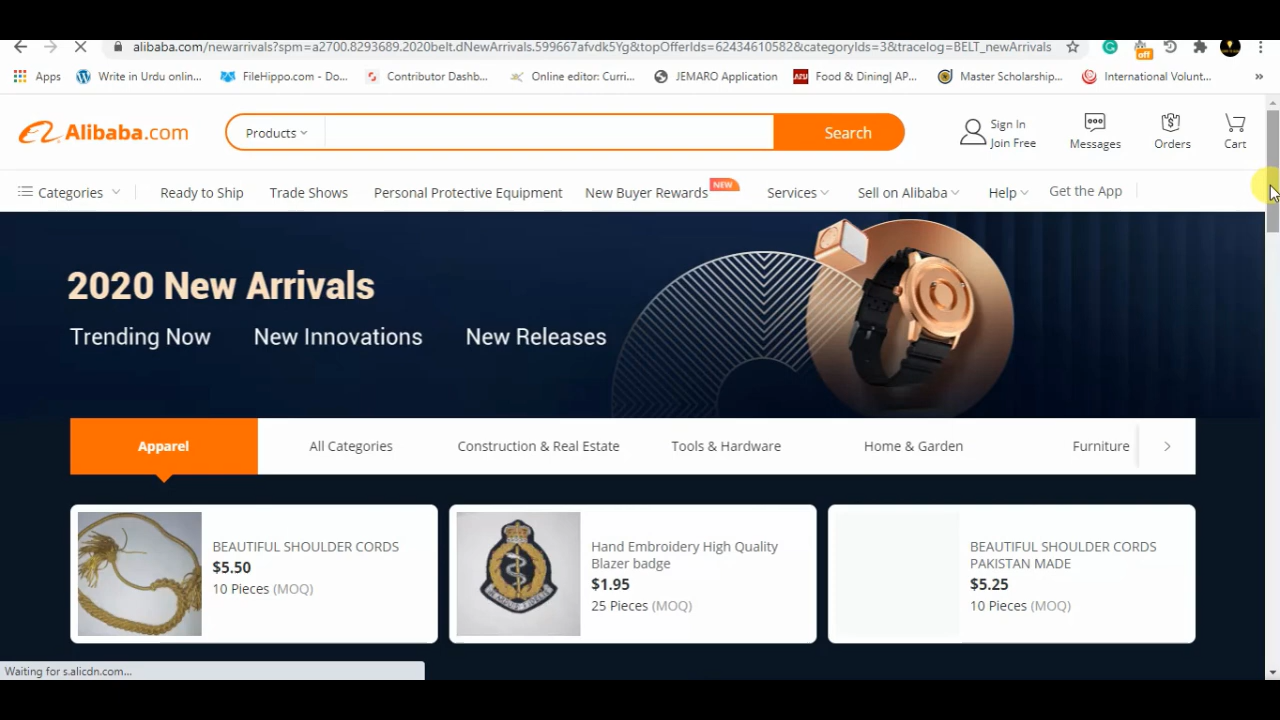 alibaba.com/newarrivals?spm=a2700.8293689.2020belt.dNewArrivals.599667afvdk5Yg&topOfferIds=62434610582&categoryIds=3&tracelog=BELT_newArrivals
off
Apps Write in Urdu onlin... FileHippo.com - Do... Contributor Dashb... Online editor: Curri... JEMARO Application Food & Dining| AP... Master Scholarship... International Volunt... »
Alibaba.com Products Search Sign In Join Free Messages Orders Cart
Categories Ready to Ship Trade Shows Personal Protective Equipment New Buyer Rewards NEW Services Sell on Alibaba Help Get the App
2020 New Arrivals
Trending Now New Innovations New Releases
Apparel All Categories Construction & Real Estate Tools & Hardware Home & Garden Furniture
BEAUTIFUL SHOULDER CORDS
$5.50
10 Pieces (MOQ)
Hand Embroidery High Quality
Blazer badge
$1.95
25 Pieces (MOQ)
BEAUTIFUL SHOULDER CORDS
PAKISTAN MADE
$5.25
10 Pieces (MOQ)
Waiting for s.alicdn.com...